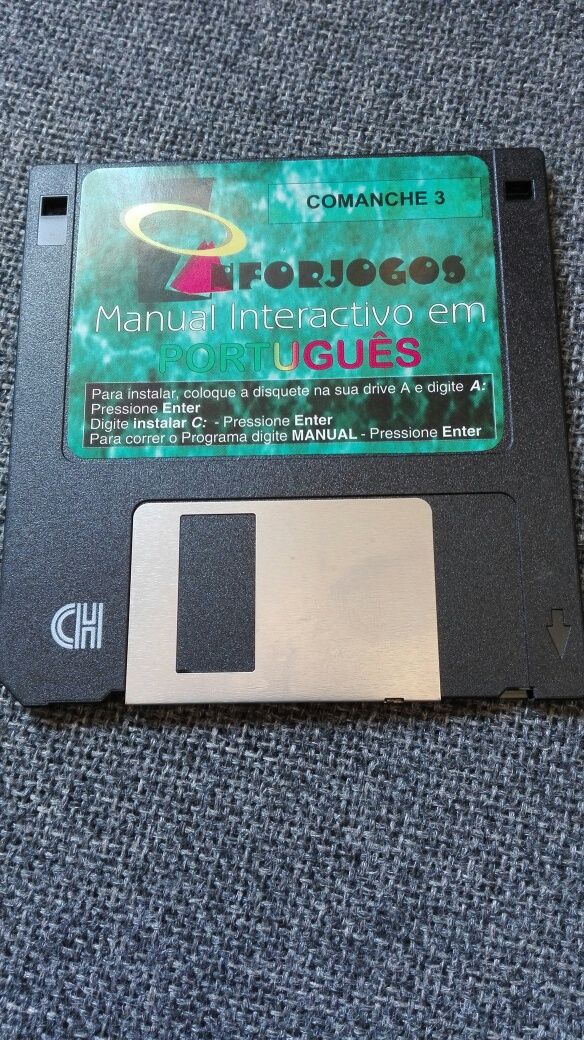 COMANCHE 3
INFORJOGOS
Manual Interactivo em
PORTUGUÊS
Para instalar, coloque a disquete na sua drive A e digite A:
Pressione Enter
Digite instalar C: - Pressione Enter
Para correr o Programa digite MANUAL - Pressione Enter
CH